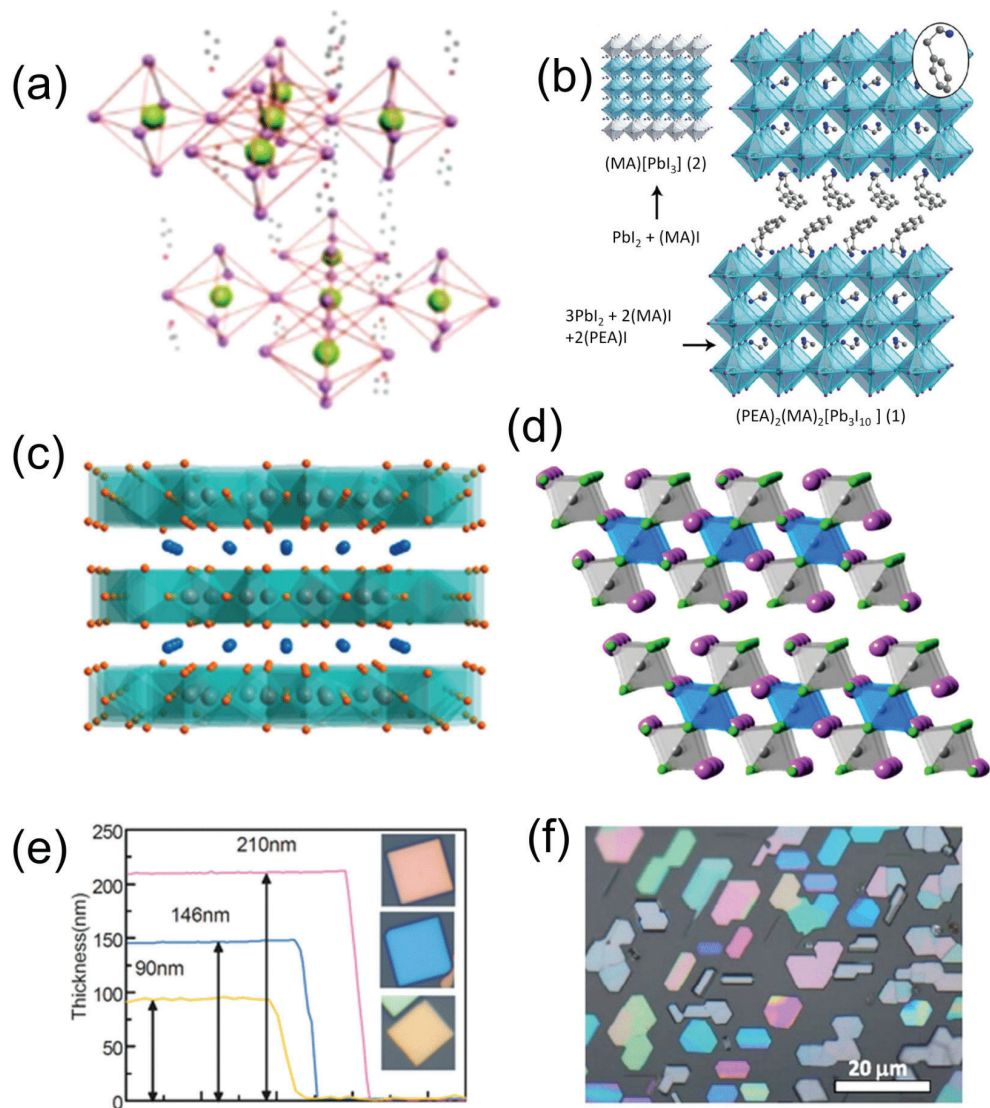 (a)
(b)
(MA)[PbI₃] (2)
PbI₂ + (MA)I
3PbI₂ + 2(MA)I
+2(PEA)I
(PEA)₂(MA)₂[Pb₃I₁₀ ] (1)
(c)
(d)
(e)
Thickness(nm)
250
200
150
100
50
0
210nm
146nm
90nm
(f)
20 μm